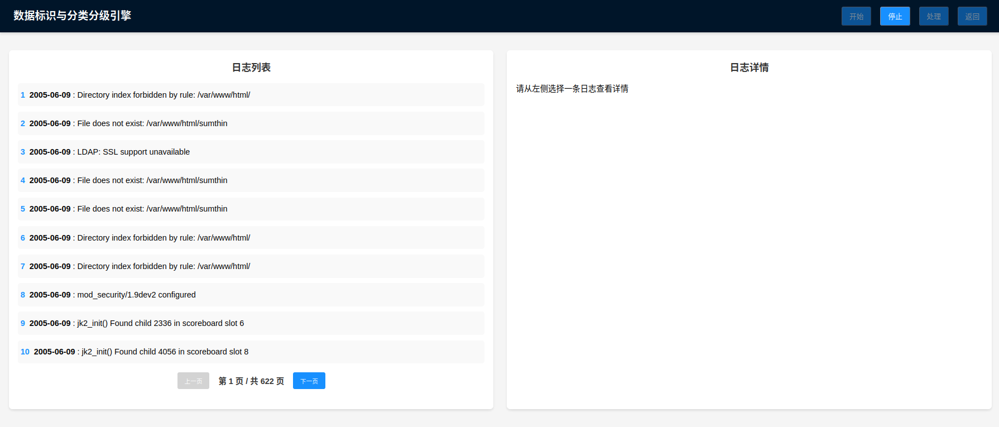 数据标识与分类分级引擎
开始 停止 处理 返回
日志列表
1 2005-06-09 : Directory index forbidden by rule: /var/www/html/
2 2005-06-09 : File does not exist: /var/www/html/sumthin
3 2005-06-09 : LDAP: SSL support unavailable
4 2005-06-09 : File does not exist: /var/www/html/sumthin
5 2005-06-09 : File does not exist: /var/www/html/sumthin
6 2005-06-09 : Directory index forbidden by rule: /var/www/html/
7 2005-06-09 : Directory index forbidden by rule: /var/www/html/
8 2005-06-09 : mod_security/1.9dev2 configured
9 2005-06-09 : jk2_init() Found child 2336 in scoreboard slot 6
10 2005-06-09 : jk2_init() Found child 4056 in scoreboard slot 8
上一页 第 1 页 / 共 622 页 下一页
日志详情
请从左侧选择一条日志查看详情